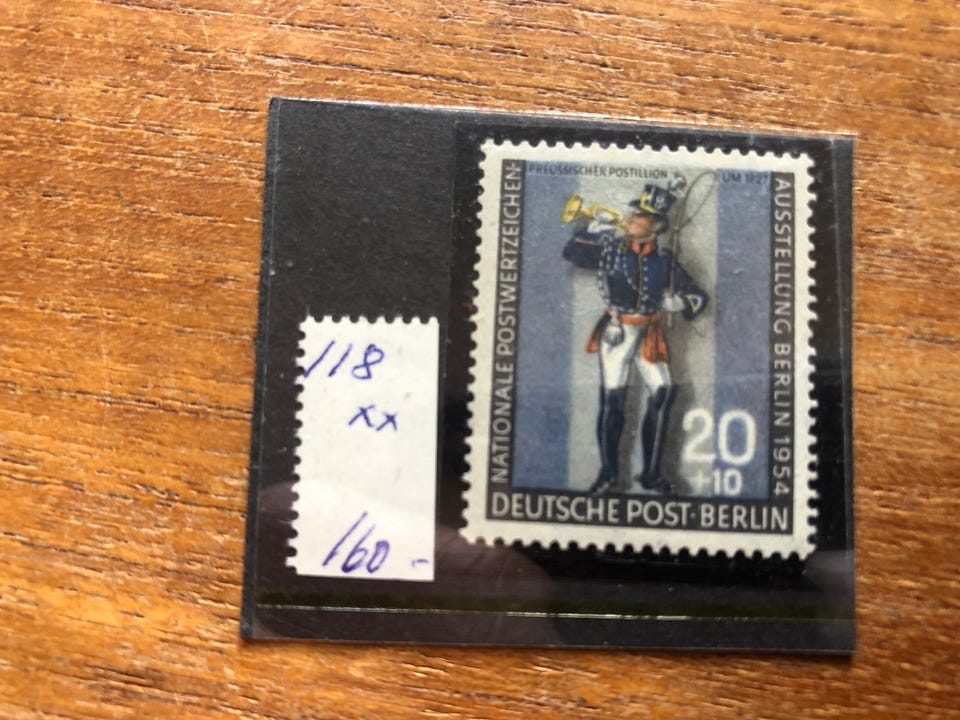 118
xx
160 -
PREUSSISCHER POSTILLION UM 1827
NATIONALE POSTWERTZEICHEN-
AUSSTELLUNG BERLIN 1954
20
+10
DEUTSCHE POST·BERLIN